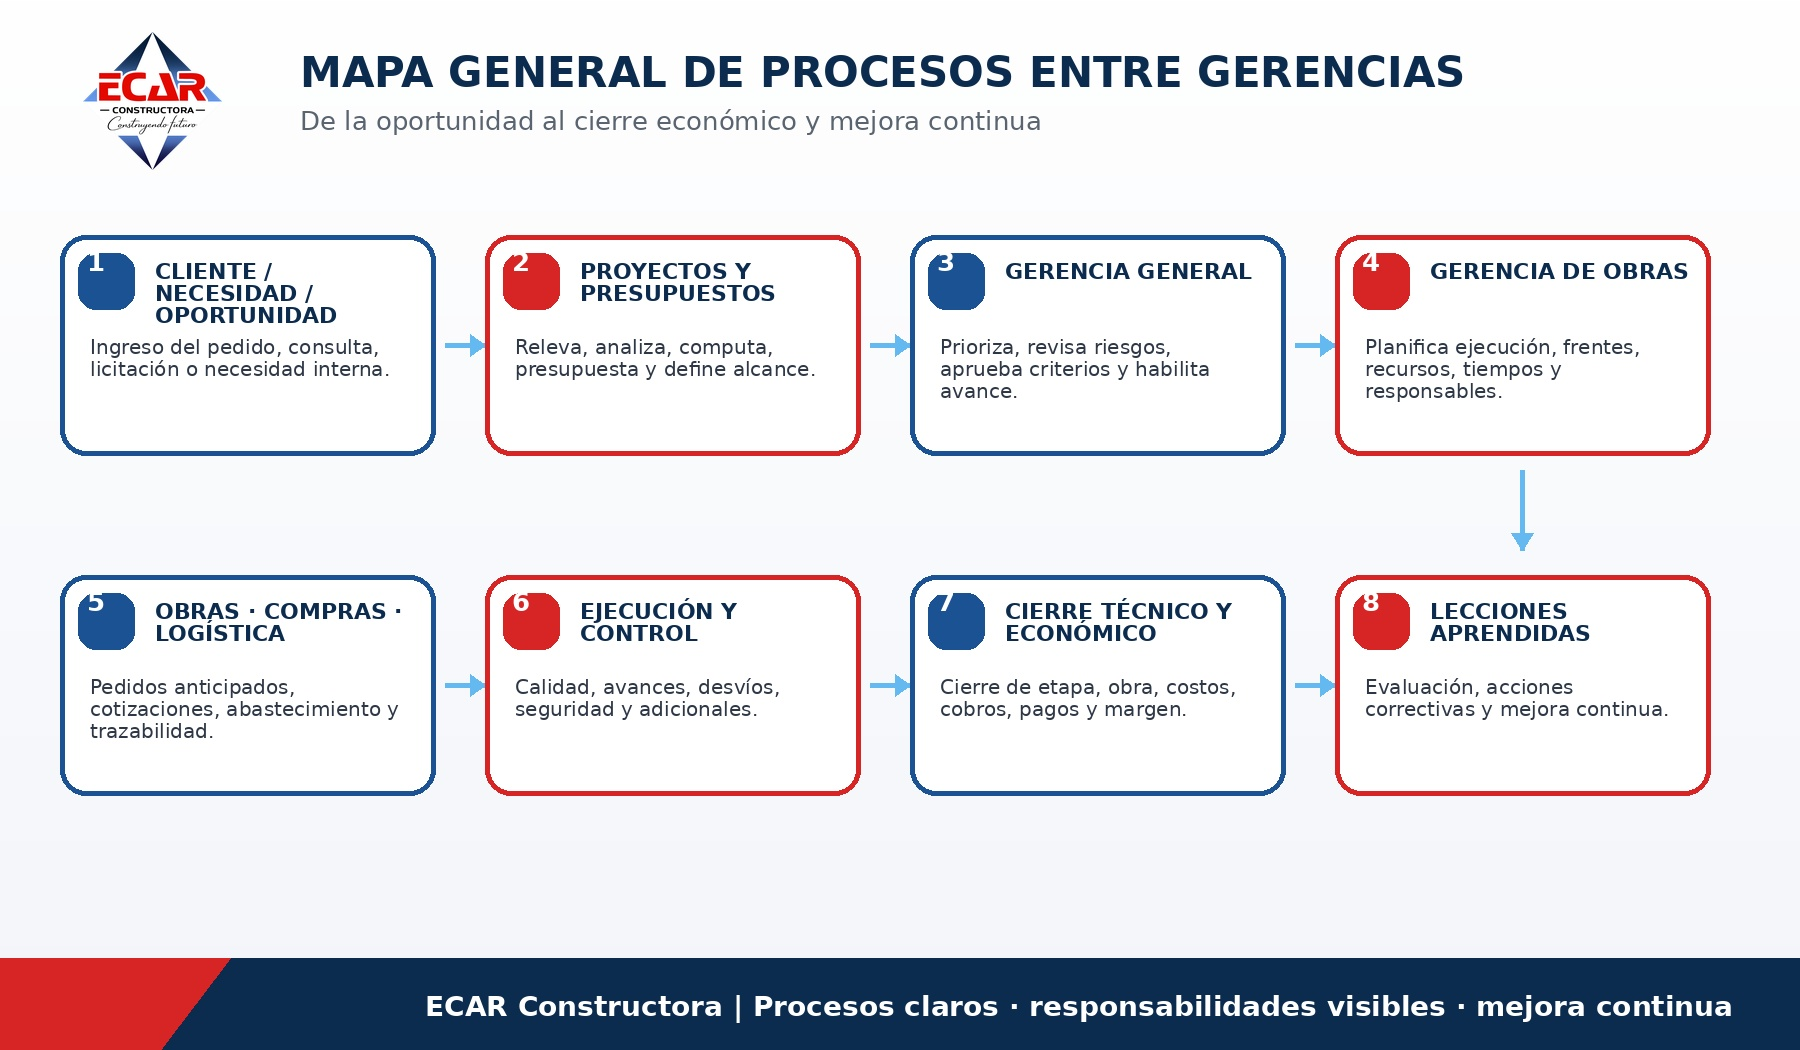 ECAR
CONSTRUCTORA
Construyendo futuro
MAPA GENERAL DE PROCESOS ENTRE GERENCIAS
De la oportunidad al cierre económico y mejora continua
1
CLIENTE /
NECESIDAD /
OPORTUNIDAD
Ingreso del pedido, consulta,
licitación o necesidad interna.
2
PROYECTOS Y
PRESUPUESTOS
Releva, analiza, computa,
presupuesta y define alcance.
3
GERENCIA GENERAL
Prioriza, revisa riesgos,
aprueba criterios y habilita
avance.
4
GERENCIA DE OBRAS
Planifica ejecución, frentes,
recursos, tiempos y
responsables.
5
OBRAS · COMPRAS ·
LOGÍSTICA
Pedidos anticipados,
cotizaciones, abastecimiento y
trazabilidad.
6
EJECUCIÓN Y
CONTROL
Calidad, avances, desvíos,
seguridad y adicionales.
7
CIERRE TÉCNICO Y
ECONÓMICO
Cierre de etapa, obra, costos,
cobros, pagos y margen.
8
LECCIONES
APRENDIDAS
Evaluación, acciones
correctivas y mejora continua.
ECAR Constructora | Procesos claros · responsabilidades visibles · mejora continua